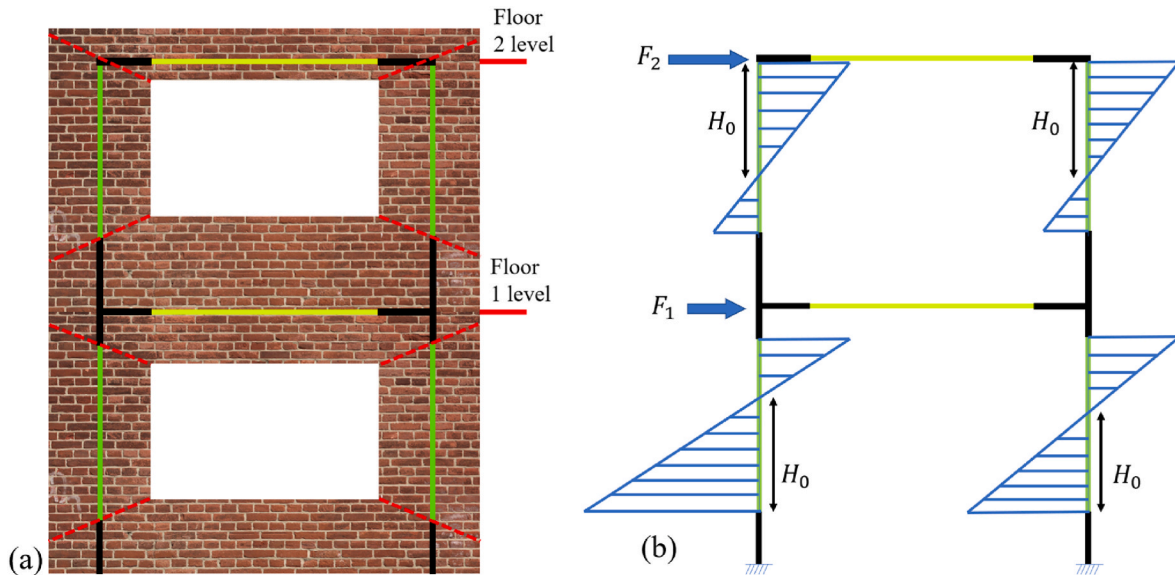 Floor
2 level
Floor
1 level
(a)
F₂
H₀
H₀
F₁
H₀
H₀
(b)